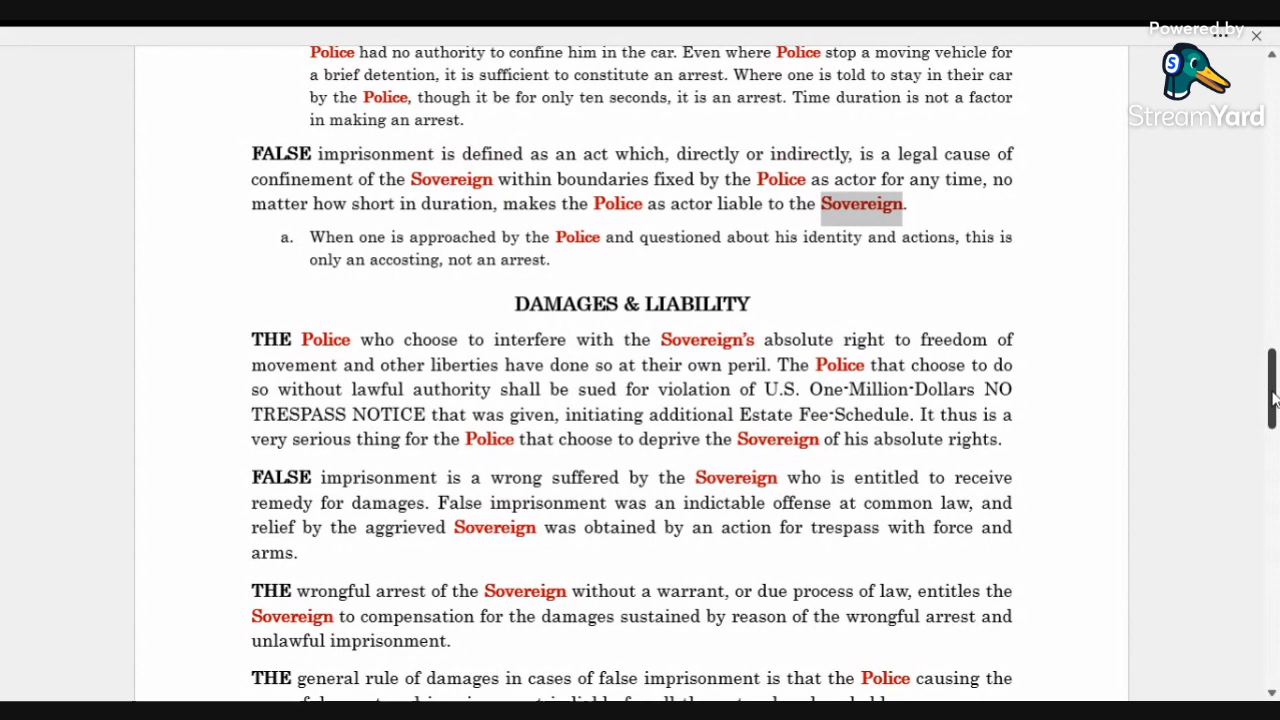 Powered by
StreamYard
Police had no authority to confine him in the car. Even where Police stop a moving vehicle for
a brief detention, it is sufficient to constitute an arrest. Where one is told to stay in their car
by the Police, though it be for only ten seconds, it is an arrest. Time duration is not a factor
in making an arrest.
FALSE imprisonment is defined as an act which, directly or indirectly, is a legal cause of
confinement of the Sovereign within boundaries fixed by the Police as actor for any time, no
matter how short in duration, makes the Police as actor liable to the Sovereign.
a. When one is approached by the Police and questioned about his identity and actions, this is
only an accosting, not an arrest.
DAMAGES & LIABILITY
THE Police who choose to interfere with the Sovereign's absolute right to freedom of
movement and other liberties have done so at their own peril. The Police that choose to do
so without lawful authority shall be sued for violation of U.S. One-Million-Dollars NO
TRESPASS NOTICE that was given, initiating additional Estate Fee-Schedule. It thus is a
very serious thing for the Police that choose to deprive the Sovereign of his absolute rights.
FALSE imprisonment is a wrong suffered by the Sovereign who is entitled to receive
remedy for damages. False imprisonment was an indictable offense at common law, and
relief by the aggrieved Sovereign was obtained by an action for trespass with force and
arms.
THE wrongful arrest of the Sovereign without a warrant, or due process of law, entitles the
Sovereign to compensation for the damages sustained by reason of the wrongful arrest and
unlawful imprisonment.
THE general rule of damages in cases of false imprisonment is that the Police causing the